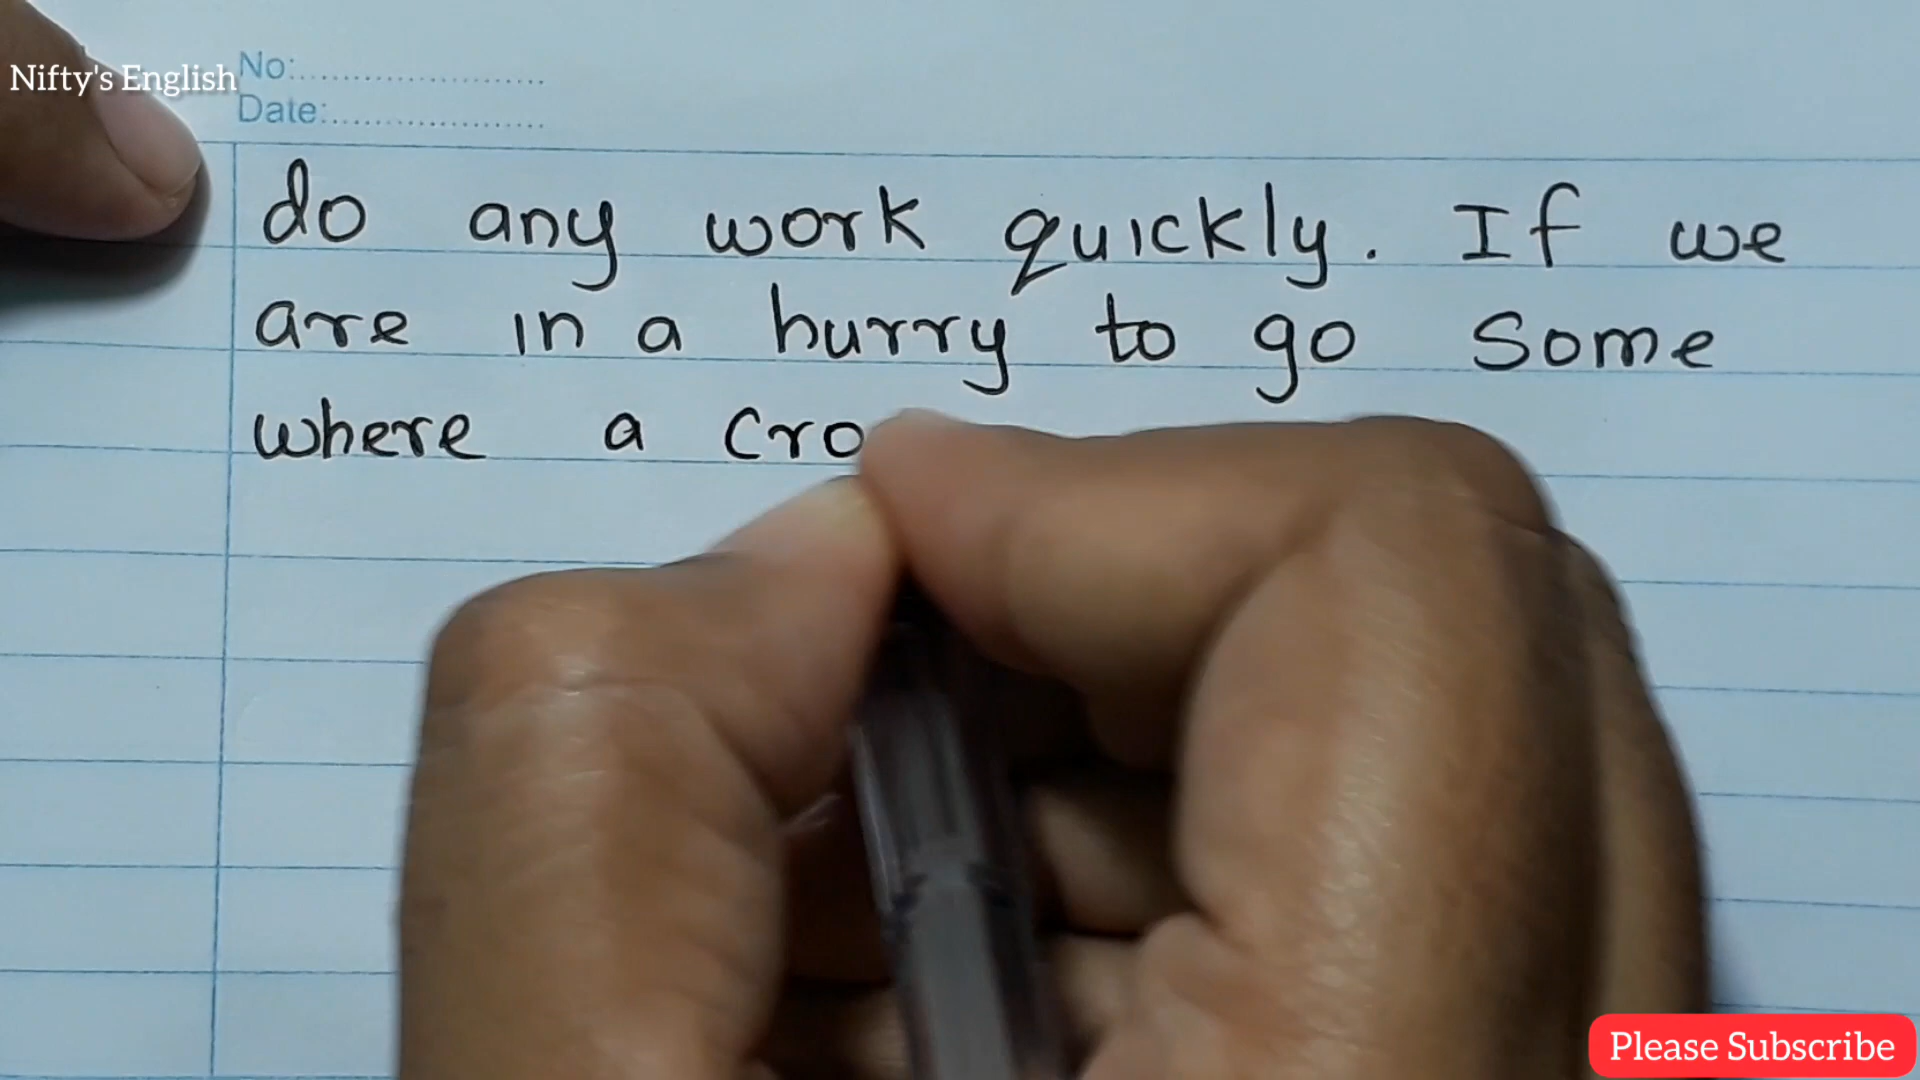 Nifty's English
No:
Date:
do any work quickly. If we
are in a hurry to go Some
where a cro
Please Subscribe